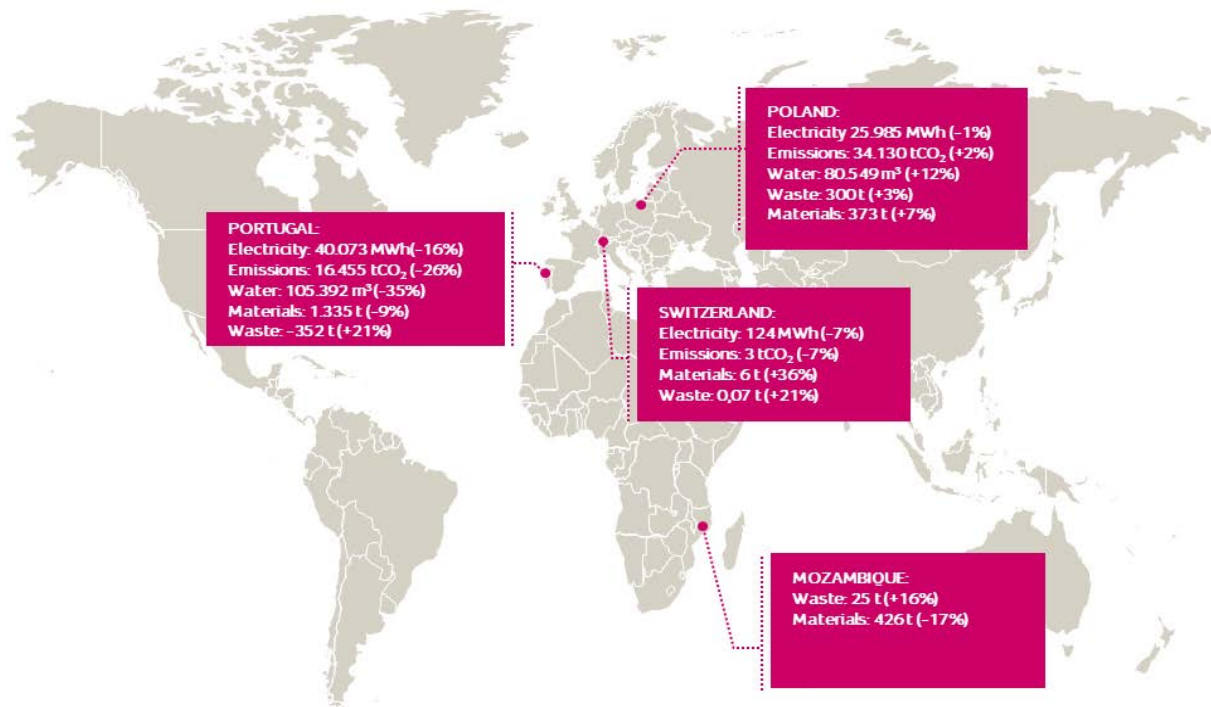 POLAND:
Electricity 25.985 MWh (-1%)
Emissions: 34.130 tCO₂ (+2%)
Water: 80.549 m³ (+12%)
Waste: 300 t (+3%)
Materials: 373 t (+7%)
PORTUGAL:
Electricity: 40.073 MWh(-16%)
Emissions: 16.455 tCO₂ (-26%)
Water: 105.392 m³ (-35%)
Materials: 1.335 t (-9%)
Waste: -352 t (+21%)
SWITZERLAND:
Electricity: 124 MWh (-7%)
Emissions: 3 tCO₂ (-7%)
Materials: 6 t (+36%)
Waste: 0,07 t (+21%)
MOZAMBIQUE:
Waste: 25 t (+16%)
Materials: 426 t (-17%)